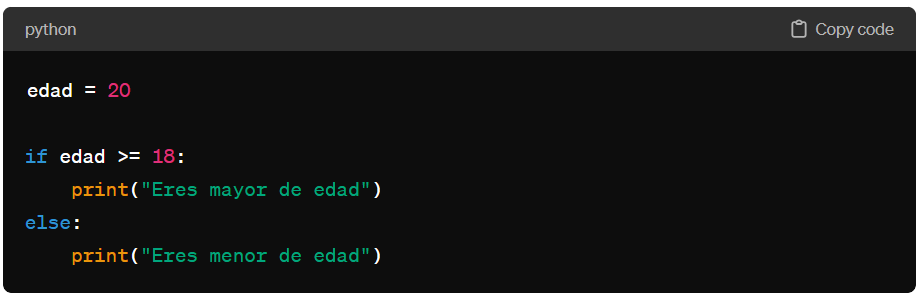 python
Copy code
edad = 20
if edad >= 18:
    print("Eres mayor de edad")
else:
    print("Eres menor de edad")